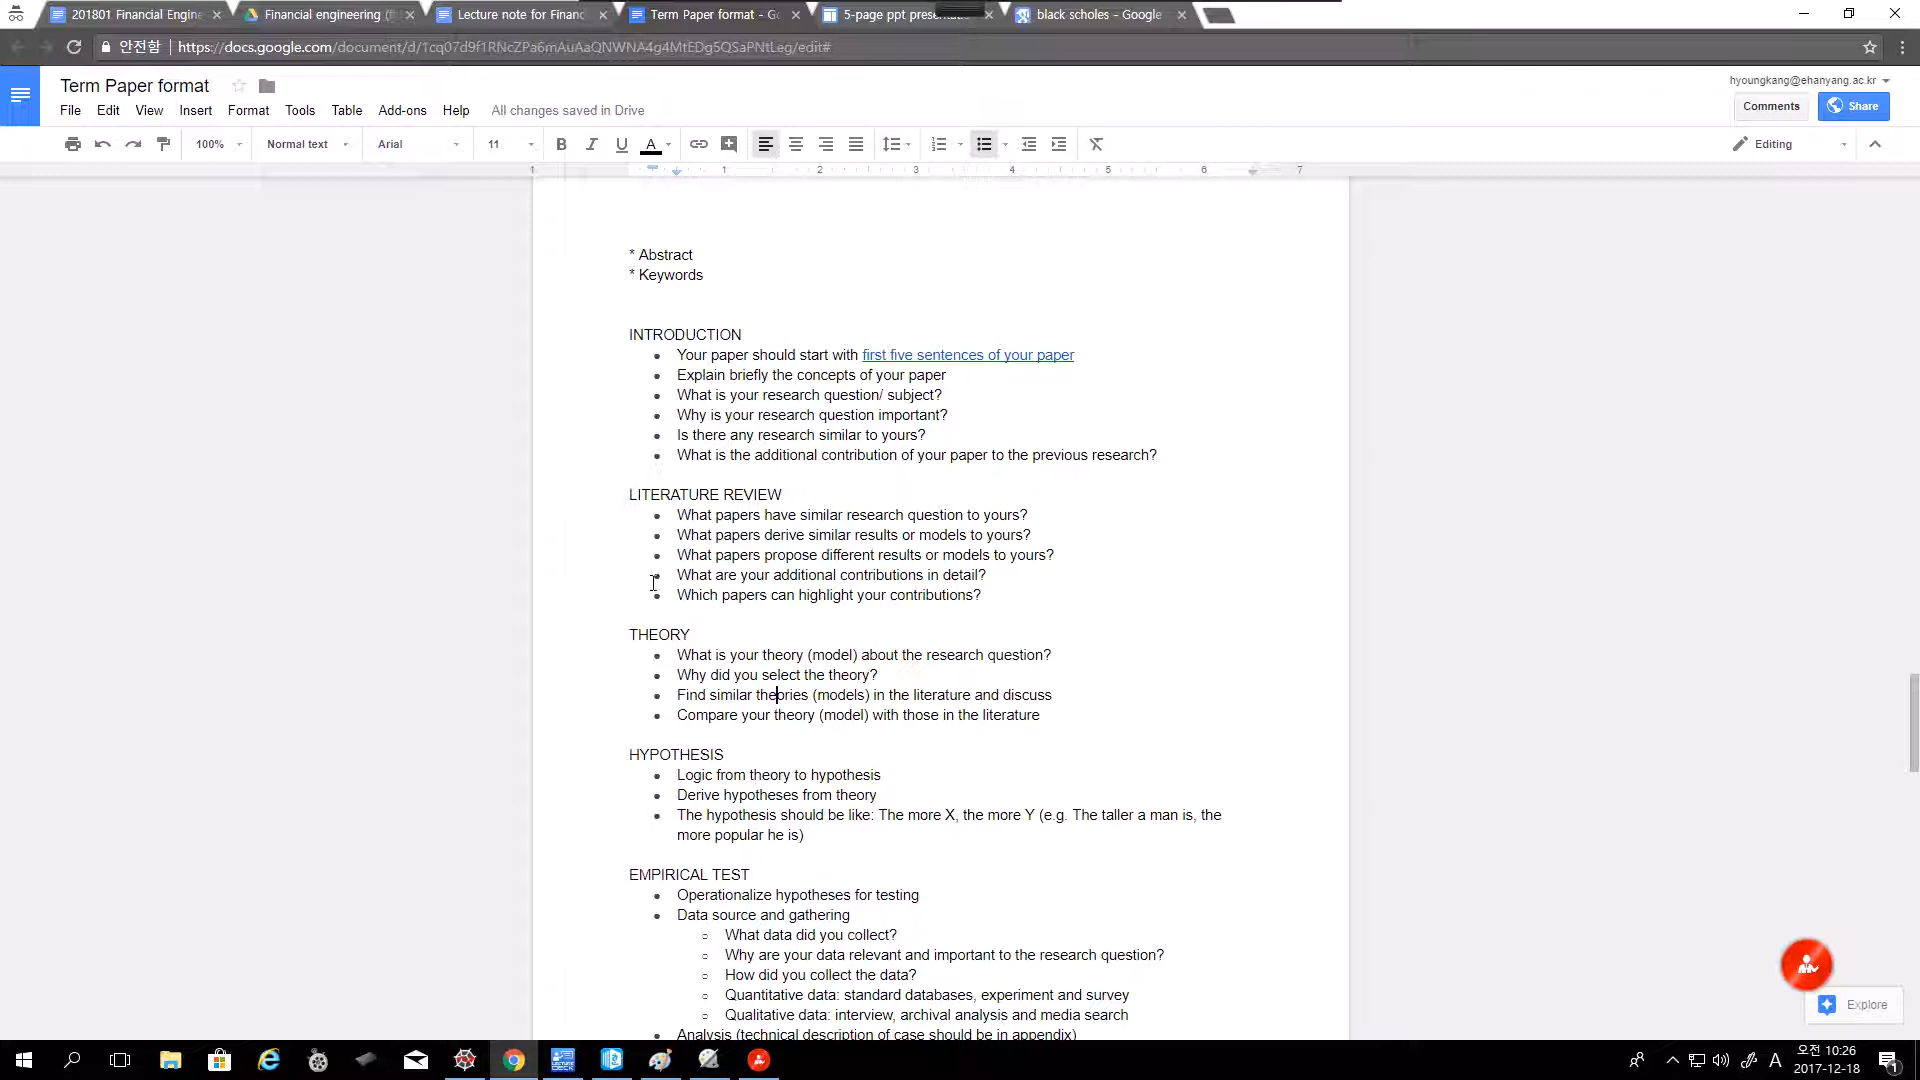 201801 Financial Engine
Financial engineering (
Lecture note for Financ
Term Paper format - Go
5-page ppt presentati
black scholes - Google
안전함 | https://docs.google.com/document/d/1cq07d9f1RNcZPa6mAuAaQNWNA4g4MtEDg5QSaPNtLeg/edit#
Term Paper format
hyoungkang@ehanyang.ac.kr
File Edit View Insert Format Tools Table Add-ons Help All changes saved in Drive
Comments
Share
100% Normal text Arial 11 B I U A Editing
1 1 2 3 4 5 6 7
* Abstract
* Keywords
INTRODUCTION
● Your paper should start with first five sentences of your paper
● Explain briefly the concepts of your paper
● What is your research question/ subject?
● Why is your research question important?
● Is there any research similar to yours?
● What is the additional contribution of your paper to the previous research?
LITERATURE REVIEW
● What papers have similar research question to yours?
● What papers derive similar results or models to yours?
● What papers propose different results or models to yours?
● What are your additional contributions in detail?
● Which papers can highlight your contributions?
THEORY
● What is your theory (model) about the research question?
● Why did you select the theory?
● Find similar theories (models) in the literature and discuss
● Compare your theory (model) with those in the literature
HYPOTHESIS
● Logic from theory to hypothesis
● Derive hypotheses from theory
● The hypothesis should be like: The more X, the more Y (e.g. The taller a man is, the
more popular he is)
EMPIRICAL TEST
● Operationalize hypotheses for testing
● Data source and gathering
○ What data did you collect?
○ Why are your data relevant and important to the research question?
○ How did you collect the data?
○ Quantitative data: standard databases, experiment and survey
○ Qualitative data: interview, archival analysis and media search
● Analysis (technical description of case should be in appendix)
Explore
A
오전 10:26
2017-12-18
1